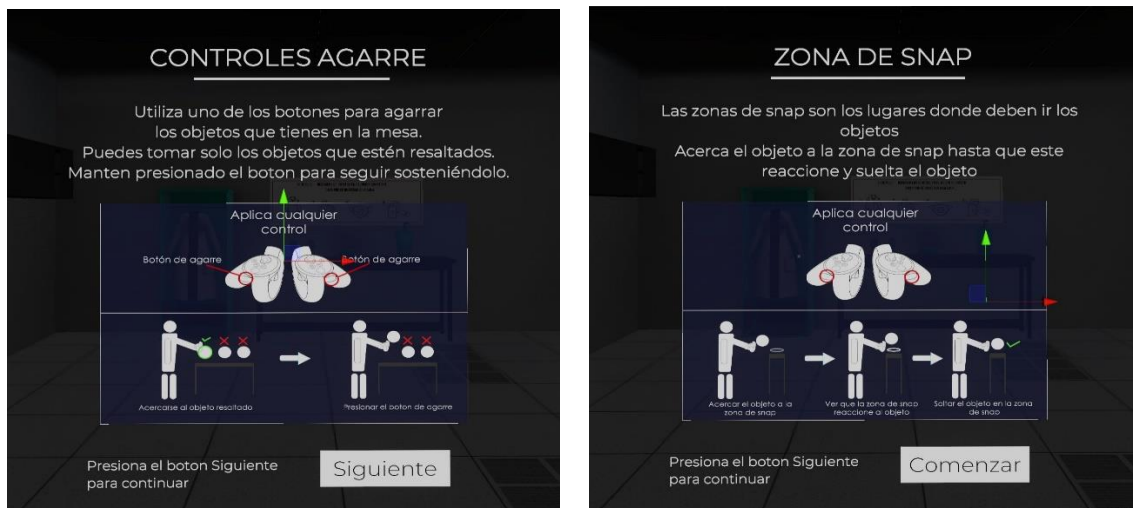 CONTROLES AGARRE
Utiliza uno de los botones para agarrar
los objetos que tienes en la mesa.
Puedes tomar solo los objetos que estén resaltados.
Manten presionado el boton para seguir sosteniéndolo.
Aplica cualquier
control
Botón de agarre
Botón de agarre
Acercarse al objeto resaltado
Presionar el boton de agarre
Presiona el boton Siguiente
para continuar
Siguiente
ZONA DE SNAP
Las zonas de snap son los lugares donde deben ir los
objetos
Acerca el objeto a la zona de snap hasta que este
reaccione y suelta el objeto
Aplica cualquier
control
Acercar el objeto a la
zona de snap
Ver que la zona de snap
reaccione al objeto
Soltar el objeto en la zona
de snap
Presiona el boton Siguiente
para continuar
Comenzar